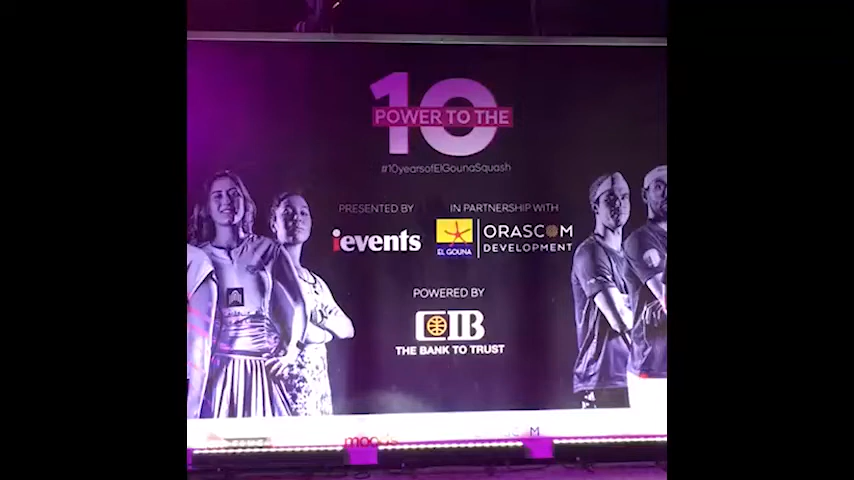 10
POWER TO THE
#10yearsofElGounaSquash
PRESENTED BY
ievents
IN PARTNERSHIP WITH
EL GOUNA
ORASCOM
DEVELOPMENT
POWERED BY
CIB
THE BANK TO TRUST
moods